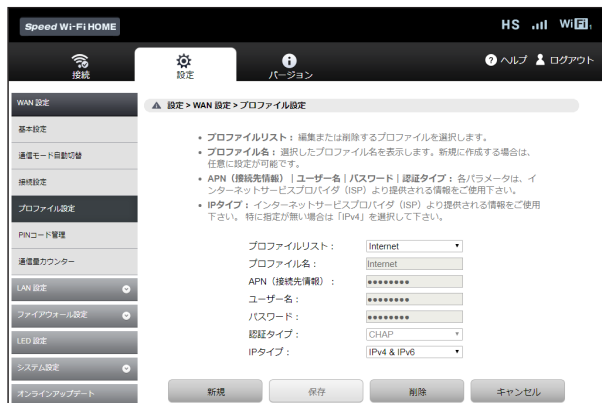 Speed Wi-Fi HOME
HS WiFi 1
接続
設定
バージョン
ヘルプ ログアウト
WAN 設定
基本設定
通信モード自動切替
接続設定
プロファイル設定
PINコード管理
通信量カウンター
LAN 設定
ファイアウォール設定
LED 設定
システム設定
オンラインアップデート
設定 > WAN 設定 > プロファイル設定
• プロファイルリスト： 編集または削除するプロファイルを選択します。
• プロファイル名： 選択したプロファイル名を表示します。新規に作成する場合は、
任意に設定が可能です。
• APN（接続先情報）｜ユーザー名｜パスワード｜認証タイプ： 各パラメータは、イ
ンターネットサービスプロバイダ（ISP）より提供される情報をご使用下さい。
• IPタイプ： インターネットサービスプロバイダ（ISP）より提供される情報をご使用
下さい。 特に指定が無い場合は「IPv4」を選択して下さい。
プロファイルリスト： Internet
プロファイル名： Internet
APN（接続先情報）： ••••••••
ユーザー名： ••••••••
パスワード： ••••••••
認証タイプ： CHAP
IPタイプ： IPv4 & IPv6
新規 保存 削除 キャンセル